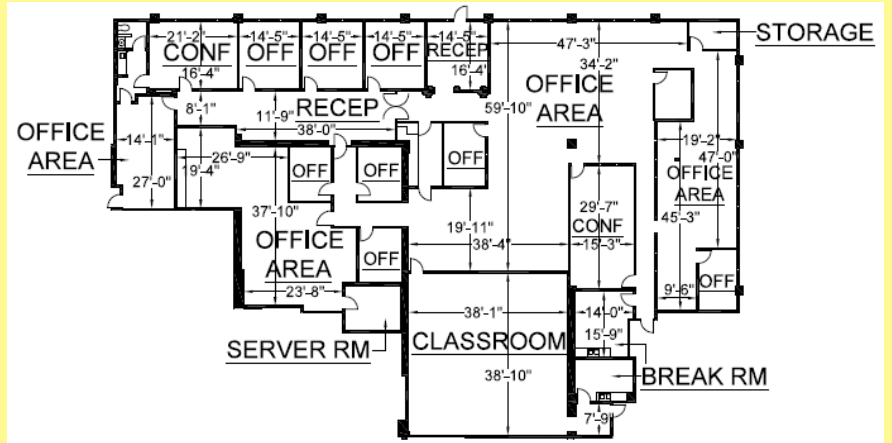 21'-2"
14'-5"
14'-5"
14'-5"
14'-5"
STORAGE
CONF
OFF
OFF
OFF
RECEP
47'-3"
34'-2"
16'-4"
16'-4'
OFFICE
AREA
8'-1"
11'-9"
RECEP
38'-0"
59'-10"
OFFICE
AREA
14'-1"
26'-9"
19'-4"
OFF
OFF
OFF
19'-2"
47'-0"
OFFICE
AREA
27'-0"
37'-10"
29'-7"
CONF
15'-3"
45'-3"
OFFICE
AREA
19'-11"
38'-4"
OFF
OFF
23'-8"
9'-6"
SERVER RM
38'-1"
CLASSROOM
38'-10"
14'-0"
15'-9"
BREAK RM
7'-9"